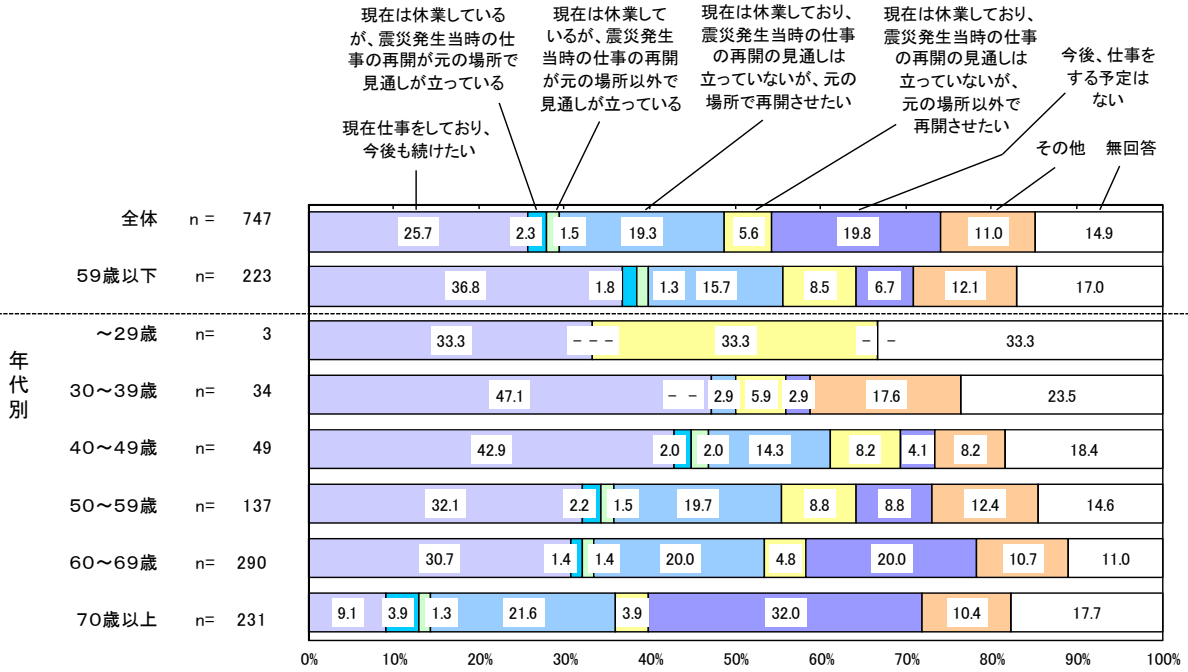 現在は休業している
が、震災発生当時の仕
事の再開が元の場所で
見通しが立っている
現在は休業して
いるが、震災発生
当時の仕事の再開
が元の場所以外で
見通しが立っている
現在は休業しており、
震災発生当時の仕事
の再開の見通しは
立っていないが、元の
場所で再開させたい
現在は休業しており、
震災発生当時の仕事
の再開の見通しは
立っていないが、
元の場所以外で
再開させたい
今後、仕事を
する予定は
ない
現在仕事をしており、
今後も続けたい
その他 無回答
全体 n= 747 25.7 2.3 1.5 19.3 5.6 19.8 11.0 14.9
59歳以下 n= 223 36.8 1.8 1.3 15.7 8.5 6.7 12.1 17.0
年代別
～29歳 n= 3 33.3 - - - 33.3 - - 33.3
30～39歳 n= 34 47.1 - - 2.9 5.9 2.9 17.6 23.5
40～49歳 n= 49 42.9 2.0 2.0 14.3 8.2 4.1 8.2 18.4
50～59歳 n= 137 32.1 2.2 1.5 19.7 8.8 8.8 12.4 14.6
60～69歳 n= 290 30.7 1.4 1.4 20.0 4.8 20.0 10.7 11.0
70歳以上 n= 231 9.1 3.9 1.3 21.6 3.9 32.0 10.4 17.7
0% 10% 20% 30% 40% 50% 60% 70% 80% 90% 100%